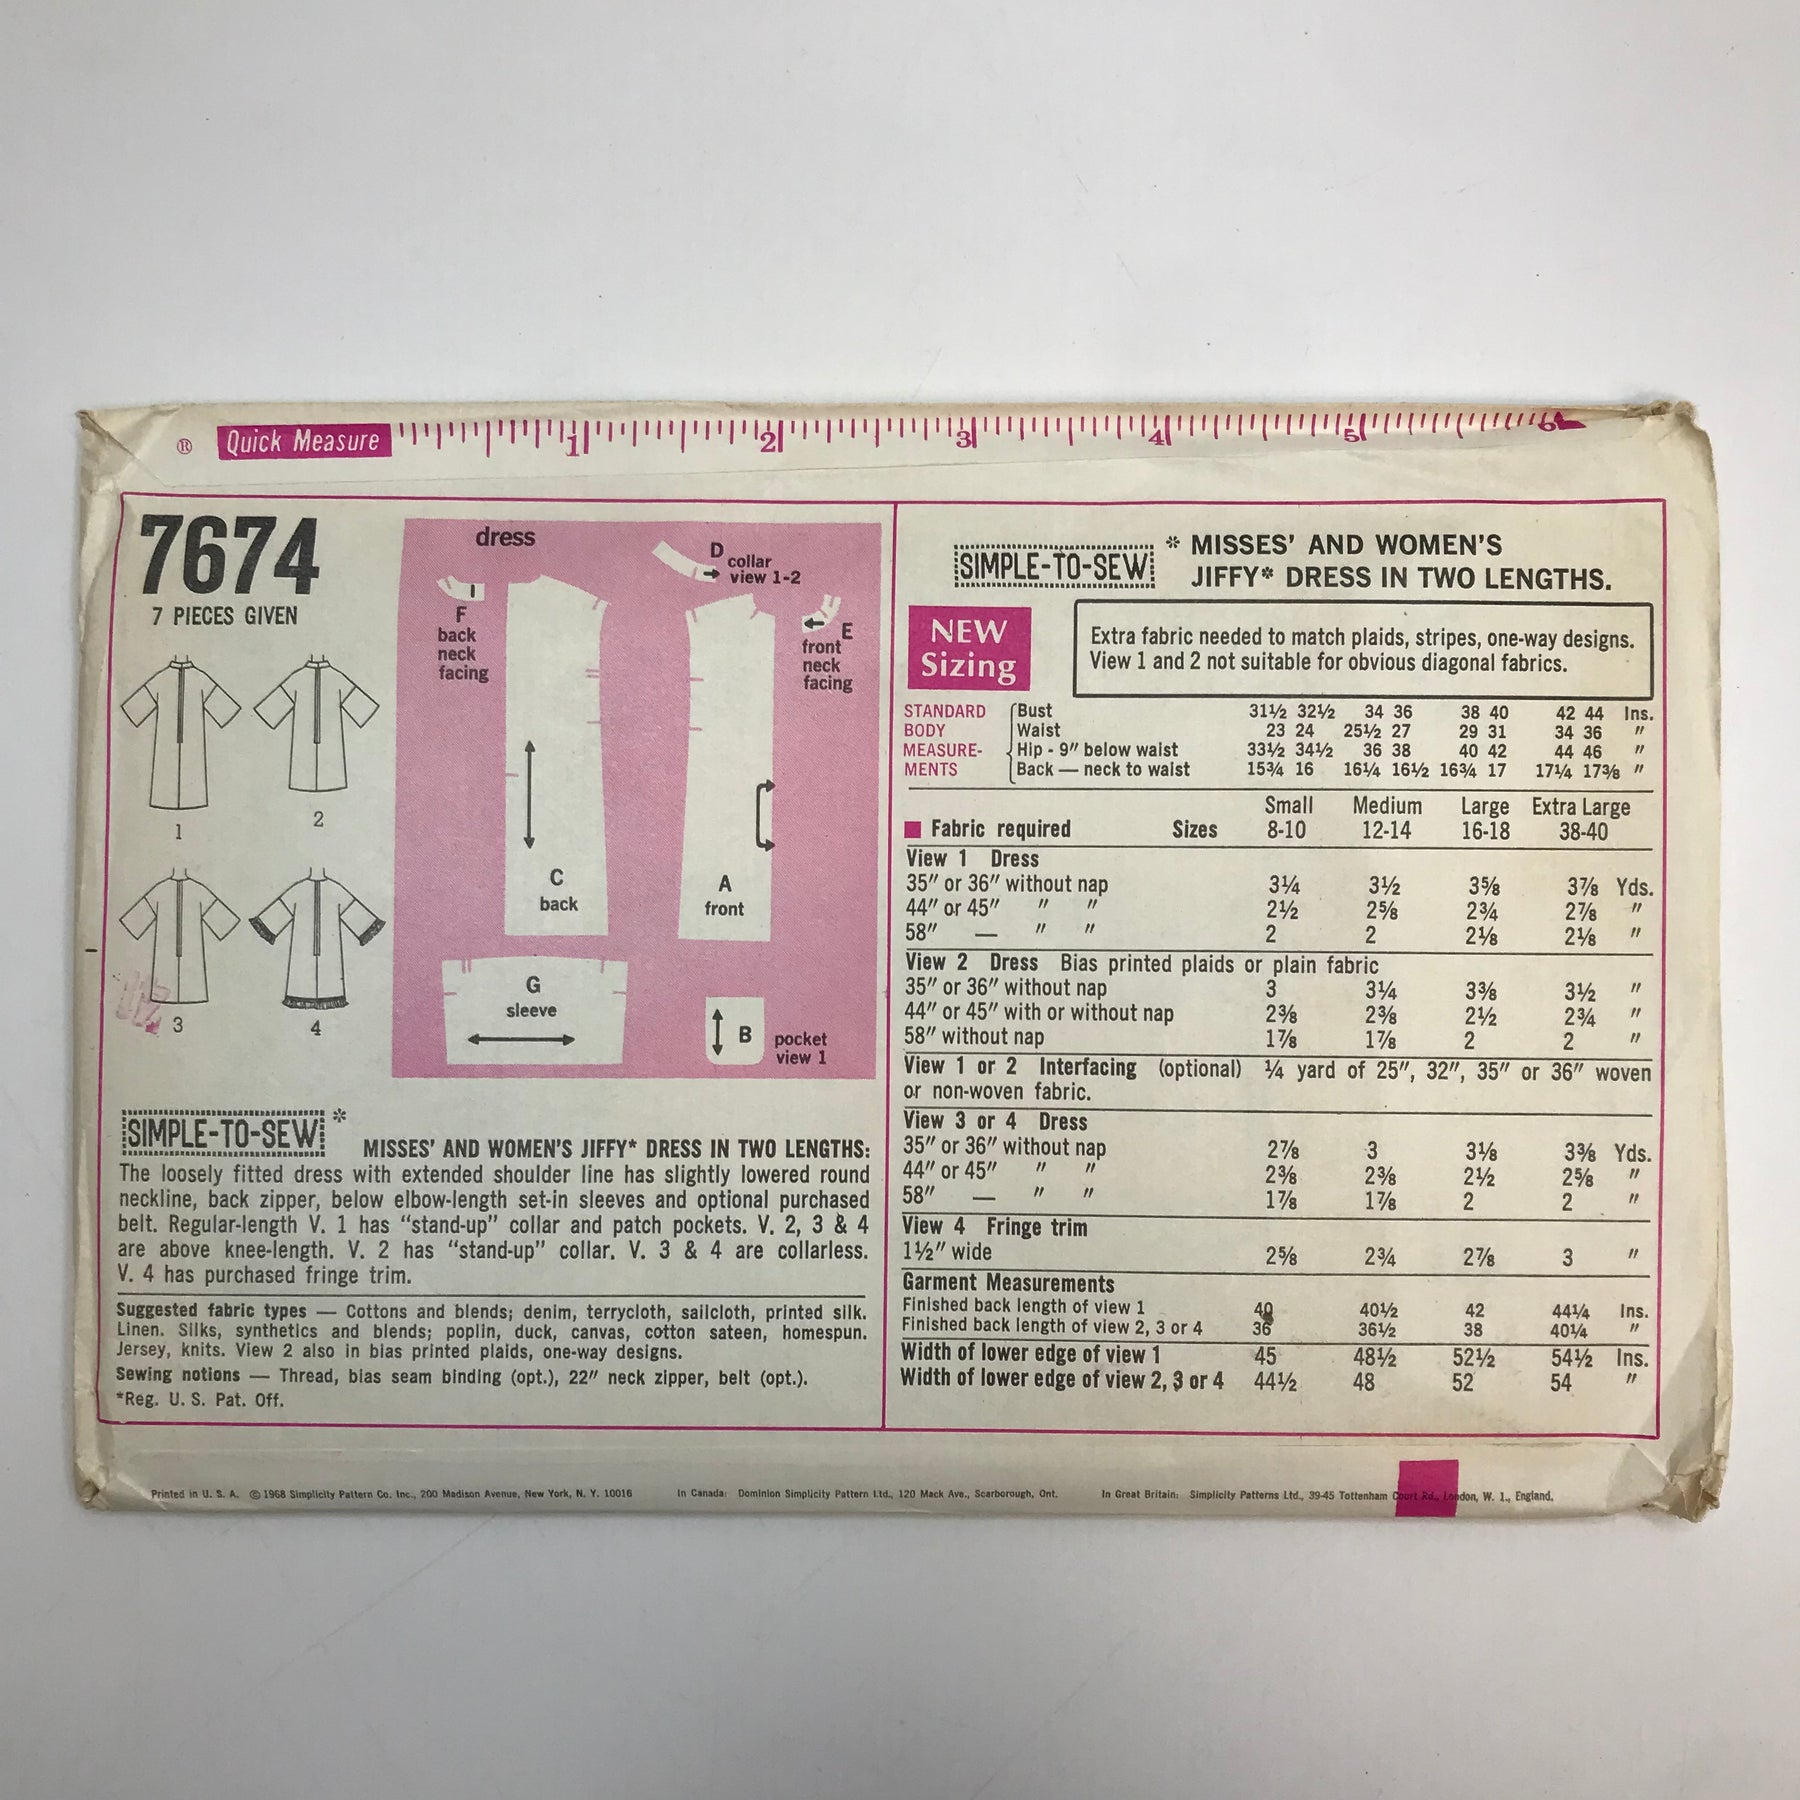 ® Quick Measure 1 2 3 4 5 6
7674
7 PIECES GIVEN
1
2
3
4
dress
D
collar
view 1-2
F
back
neck
facing
E
front
neck
facing
C
back
A
front
G
sleeve
B
pocket
view 1
SIMPLE-TO-SEW * MISSES' AND WOMEN'S JIFFY* DRESS IN TWO LENGTHS:
The loosely fitted dress with extended shoulder line has slightly lowered round
neckline, back zipper, below elbow-length set-in sleeves and optional purchased
belt. Regular-length V. 1 has "stand-up" collar and patch pockets. V. 2, 3 & 4
are above knee-length. V. 2 has "stand-up" collar. V. 3 & 4 are collarless.
V. 4 has purchased fringe trim.
Suggested fabric types — Cottons and blends; denim, terrycloth, sailcloth, printed silk.
Linen. Silks, synthetics and blends; poplin, duck, canvas, cotton sateen, homespun.
Jersey, knits. View 2 also in bias printed plaids, one-way designs.
Sewing notions — Thread, bias seam binding (opt.), 22" neck zipper, belt (opt.).
*Reg. U. S. Pat. Off.
SIMPLE-TO-SEW * MISSES' AND WOMEN'S
JIFFY* DRESS IN TWO LENGTHS.
NEW
Sizing
Extra fabric needed to match plaids, stripes, one-way designs.
View 1 and 2 not suitable for obvious diagonal fabrics.
STANDARD Bust 31½ 32½ 34 36 38 40 42 44 Ins.
BODY Waist 23 24 25½ 27 29 31 34 36 "
MEASURE- Hip - 9" below waist 33½ 34½ 36 38 40 42 44 46 "
MENTS Back — neck to waist 15¾ 16 16¼ 16½ 16¾ 17 17¼ 17⅜ "
Small Medium Large Extra Large
Fabric required Sizes 8-10 12-14 16-18 38-40
View 1 Dress
35" or 36" without nap 3¼ 3½ 3⅝ 3⅞ Yds.
44" or 45" " " 2½ 2⅝ 2¾ 2⅞ "
58" — " " 2 2 2⅛ 2⅛ "
View 2 Dress Bias printed plaids or plain fabric
35" or 36" without nap 3 3¼ 3⅜ 3½ "
44" or 45" with or without nap 2⅜ 2⅜ 2½ 2¾ "
58" without nap 1⅞ 1⅞ 2 2 "
View 1 or 2 Interfacing (optional) ¼ yard of 25", 32", 35" or 36" woven
or non-woven fabric.
View 3 or 4 Dress
35" or 36" without nap 2⅞ 3 3⅛ 3⅜ Yds.
44" or 45" " " 2⅜ 2⅜ 2½ 2⅝ "
58" — " " 1⅞ 1⅞ 2 2 "
View 4 Fringe trim
1½" wide 2⅝ 2¾ 2⅞ 3 "
Garment Measurements
Finished back length of view 1 40 40½ 42 44¼ Ins.
Finished back length of view 2, 3 or 4 36 36½ 38 40¼ "
Width of lower edge of view 1 45 48½ 52½ 54½ Ins.
Width of lower edge of view 2, 3 or 4 44½ 48 52 54 "
Printed in U. S. A. © 1968 Simplicity Pattern Co. Inc., 200 Madison Avenue, New York, N. Y. 10016 In Canada: Dominion Simplicity Pattern Ltd., 120 Mack Ave., Scarborough, Ont. In Great Britain: Simplicity Patterns Ltd., 39-45 Tottenham Court Rd., London, W. 1., England.